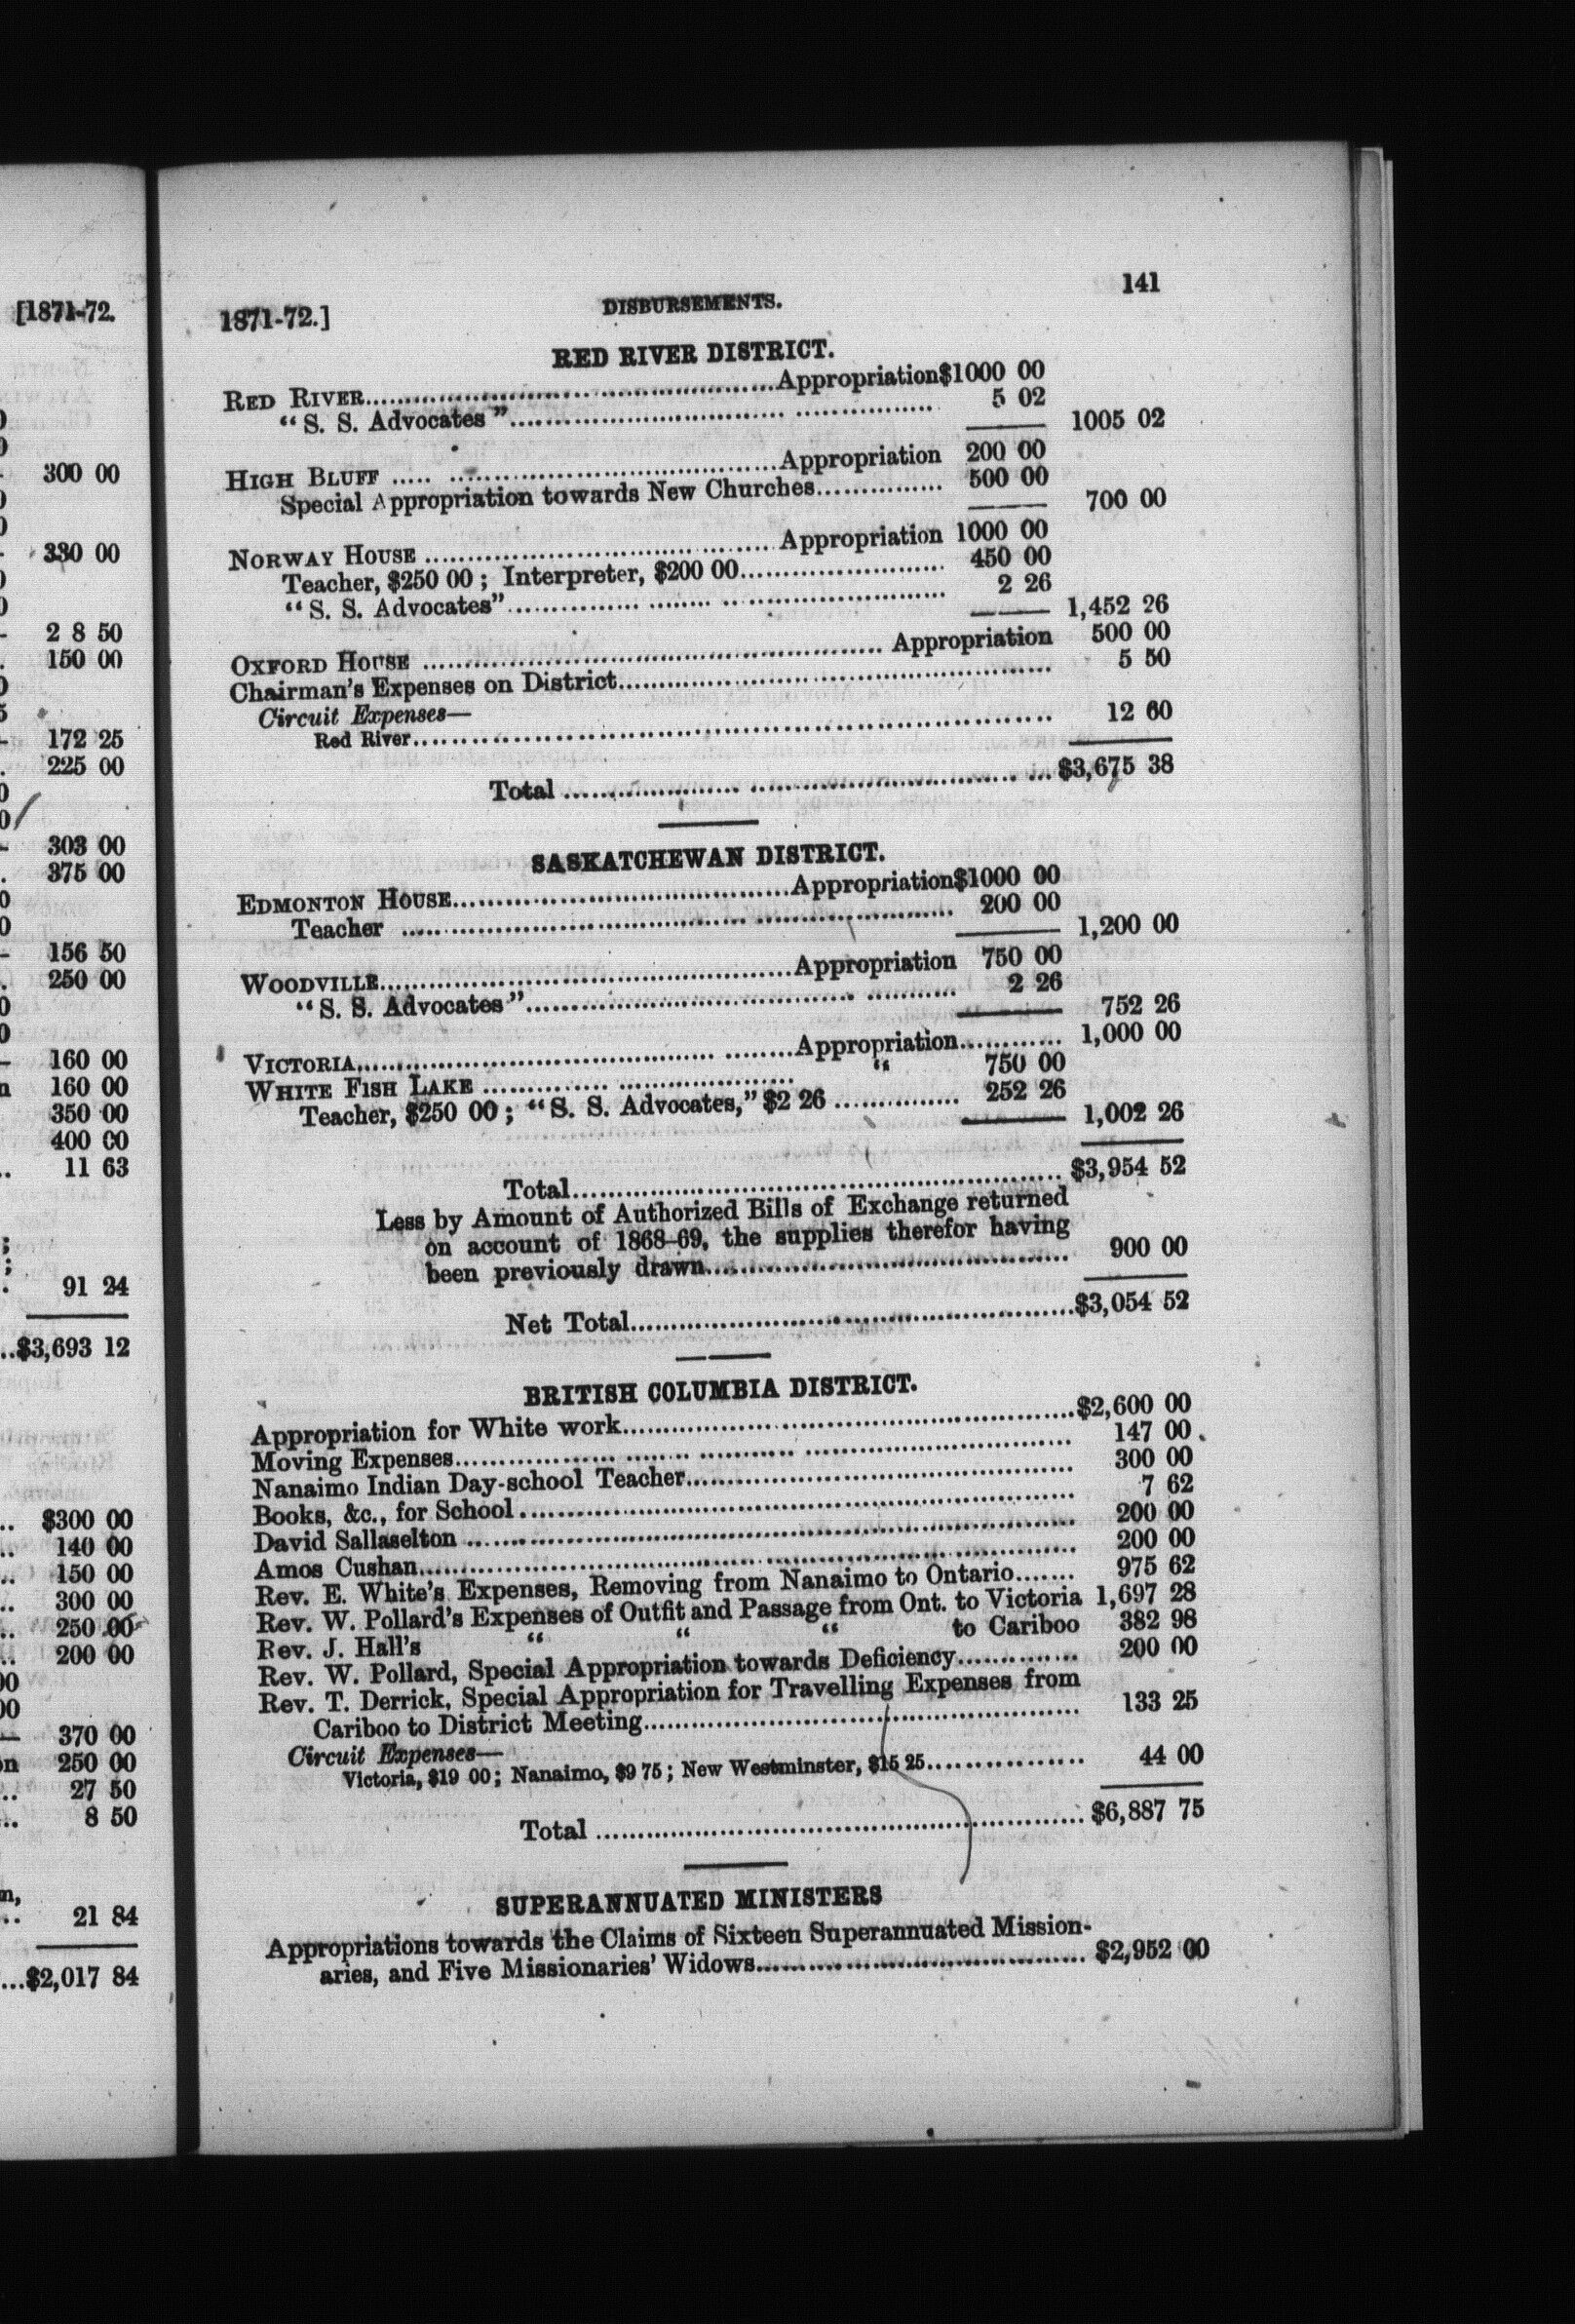 [1871-72.
300 00
330 00
2 8 50
150 00
172 25
225 00
303 00
375 00
156 50
250 00
160 00
160 00
350 00
400 00
11 63
91 24
$3,693 12
$300 00
140 00
150 00
300 00
250 00
200 00
370 00
250 00
27 50
8 50
21 84
$2,017 84
141
1871-72.] DISBURSEMENTS.
RED RIVER DISTRICT.
RED RIVER..........Appropriation $1000 00
"S. S. Advocates".......... 5 02
1005 02
HIGH BLUFF ..........Appropriation 200 00
Special Appropriation towards New Churches.......... 500 00
700 00
NORWAY HOUSE ..........Appropriation 1000 00
Teacher, $250 00 ; Interpreter, $200 00.......... 450 00
"S. S. Advocates".......... 2 26
1,452 26
OXFORD HOUSE .......... Appropriation 500 00
Chairman's Expenses on District.......... 5 50
Circuit Expenses—
Red River.......... 12 60
Total .......... $3,675 38
SASKATCHEWAN DISTRICT.
EDMONTON HOUSE..........Appropriation $1000 00
Teacher .......... 200 00
1,200 00
WOODVILLE..........Appropriation 750 00
"S. S. Advocates".......... 2 26
752 26
VICTORIA..........Appropriation.......... 1,000 00
WHITE FISH LAKE .......... " 750 00
Teacher, $250 00 ; "S. S. Advocates," $2 26 .......... 252 26
1,002 26
Total.......... $3,954 52
Less by Amount of Authorized Bills of Exchange returned
on account of 1868-69, the supplies therefor having
been previously drawn.......... 900 00
Net Total..........$3,054 52
BRITISH COLUMBIA DISTRICT.
Appropriation for White work..........$2,600 00
Moving Expenses.......... 147 00
Nanaimo Indian Day-school Teacher.......... 300 00
Books, &c., for School.......... 7 62
David Sallaselton .......... 200 00
Amos Cushan.......... 200 00
Rev. E. White's Expenses, Removing from Nanaimo to Ontario....... 975 62
Rev. W. Pollard's Expenses of Outfit and Passage from Ont. to Victoria 1,697 28
Rev. J. Hall's " " " to Cariboo 382 98
Rev. W. Pollard, Special Appropriation towards Deficiency.......... 200 00
Rev. T. Derrick, Special Appropriation for Travelling Expenses from
Cariboo to District Meeting.......... 133 25
Circuit Expenses—
Victoria, $19 00; Nanaimo, $9 75; New Westminster, $15 25.......... 44 00
Total .......... $6,887 75
SUPERANNUATED MINISTERS
Appropriations towards the Claims of Sixteen Superannuated Mission-
aries, and Five Missionaries' Widows.......... $2,952 00